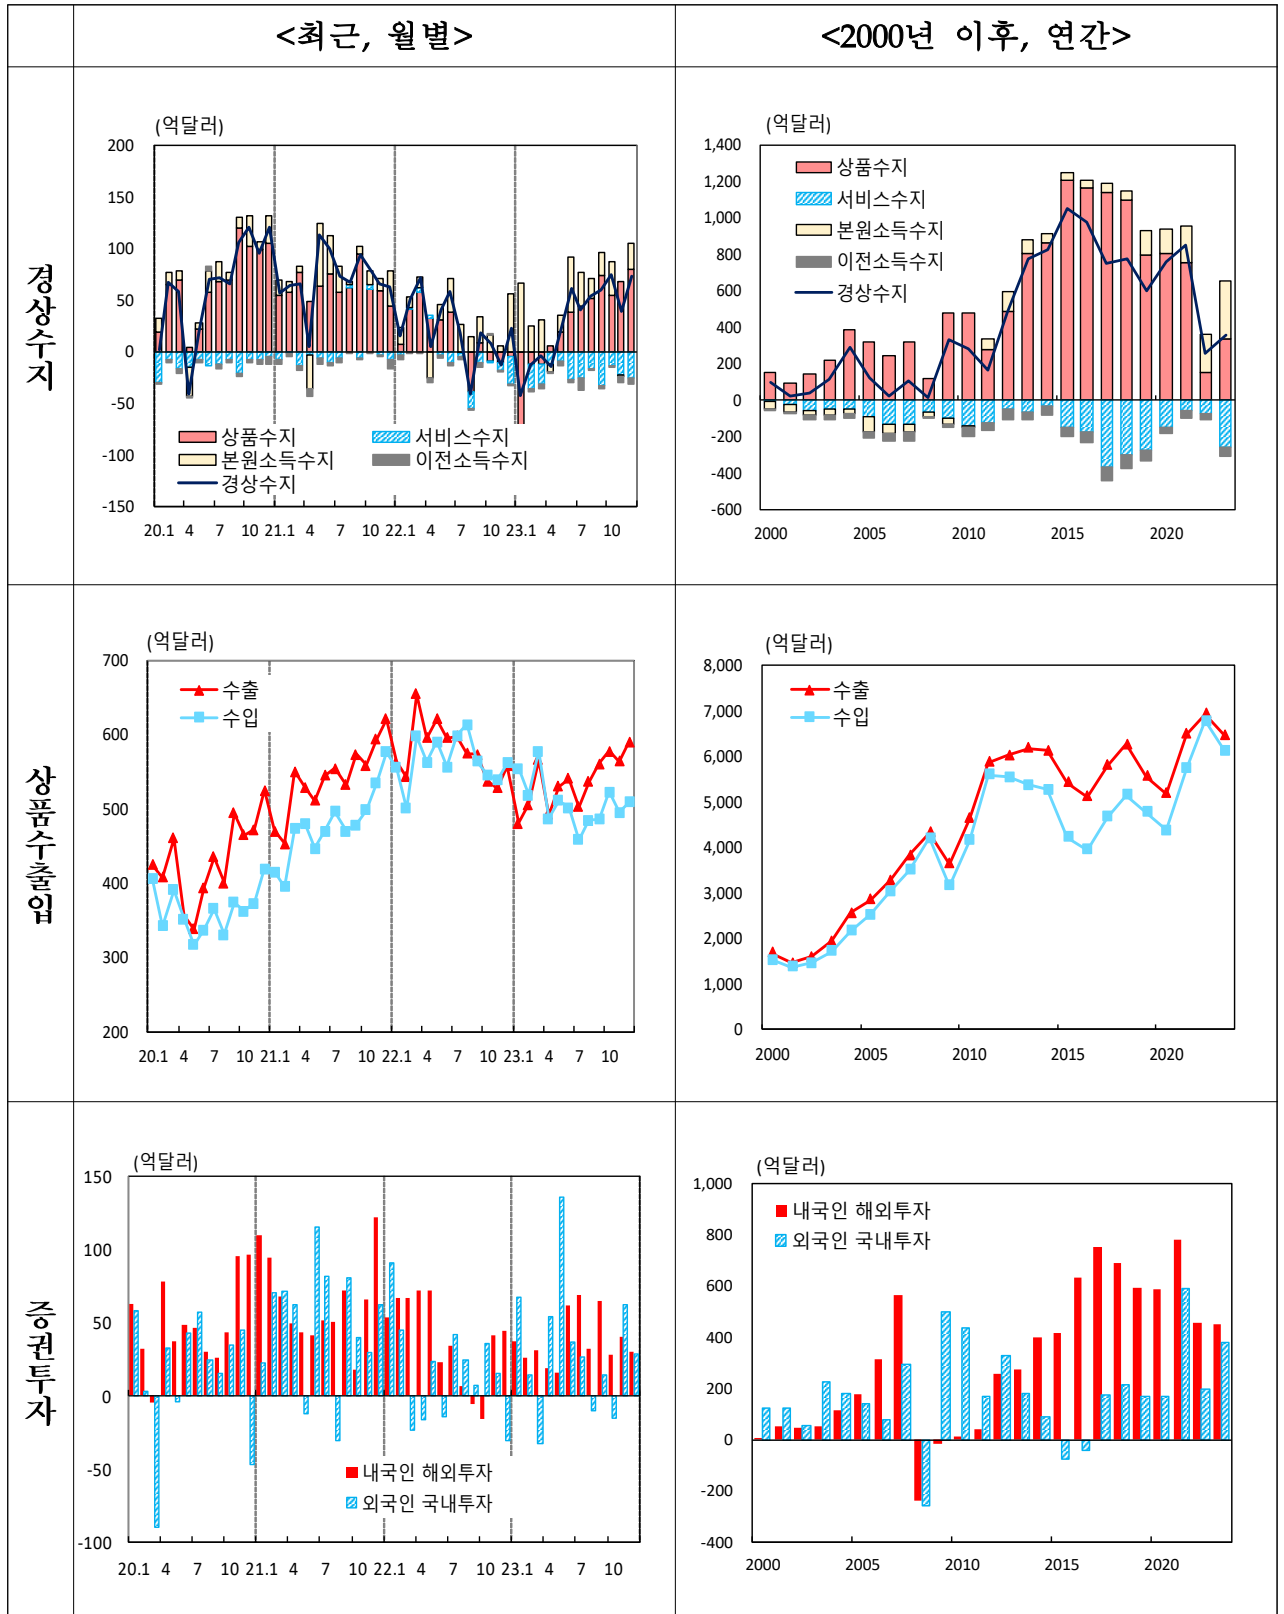 <최근, 월별>
<2000년 이후, 연간>
경상수지
(억달러)
200
150
100
50
0
-50
-100
-150
상품수지
서비스수지
본원소득수지
이전소득수지
경상수지
20.1 4 7 10 21.1 4 7 10 22.1 4 7 10 23.1 4 7 10
(억달러)
1,400
1,200
1,000
800
600
400
200
0
-200
-400
-600
상품수지
서비스수지
본원소득수지
이전소득수지
경상수지
2000 2005 2010 2015 2020
상품수출입
(억달러)
700
600
500
400
300
200
수출
수입
20.1 4 7 10 21.1 4 7 10 22.1 4 7 10 23.1 4 7 10
(억달러)
8,000
7,000
6,000
5,000
4,000
3,000
2,000
1,000
0
수출
수입
2000 2005 2010 2015 2020
증권투자
(억달러)
150
100
50
0
-50
-100
내국인 해외투자
외국인 국내투자
20.1 4 7 10 21.1 4 7 10 22.1 4 7 10 23.1 4 7 10
(억달러)
1,000
800
600
400
200
0
-200
-400
내국인 해외투자
외국인 국내투자
2000 2005 2010 2015 2020